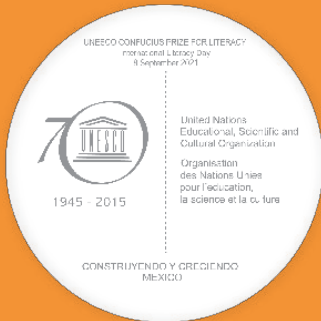 UNESCO CONFUCIUS PRIZE FOR LITERACY
International Literacy Day
8 September 2021
70
UNESCO
1945 - 2015
United Nations
Educational, Scientific and
Cultural Organization
Organisation
des Nations Unies
pour l'éducation,
la science et la culture
CONSTRUYENDO Y CRECIENDO
MEXICO